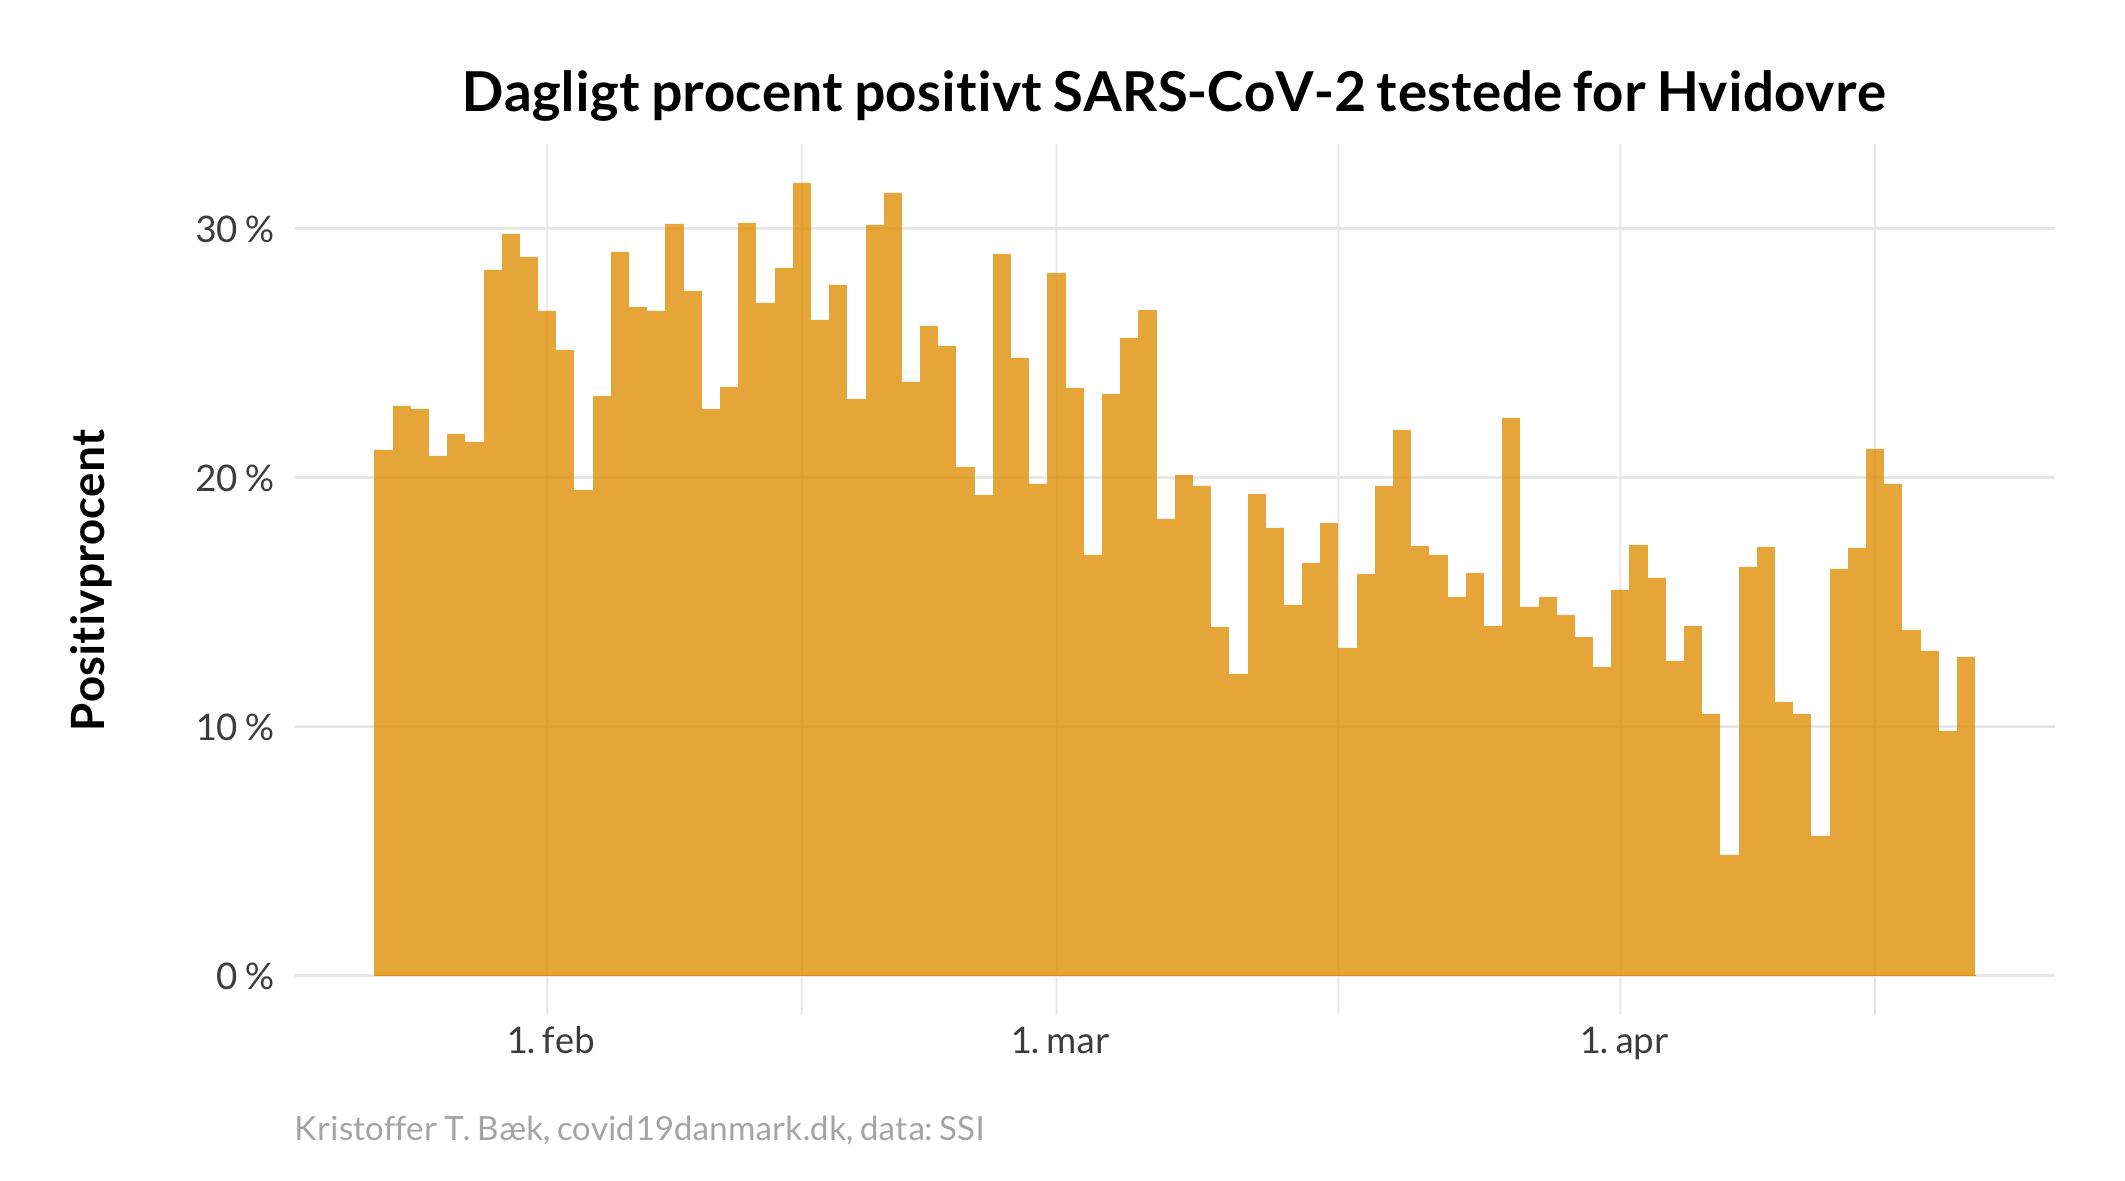 Dagligt procent positivt SARS-CoV-2 testede for Hvidovre
Positivprocent
30 %
20 %
10 %
0 %
1. feb
1. mar
1. apr
Kristoffer T. Bæk, covid19danmark.dk, data: SSI